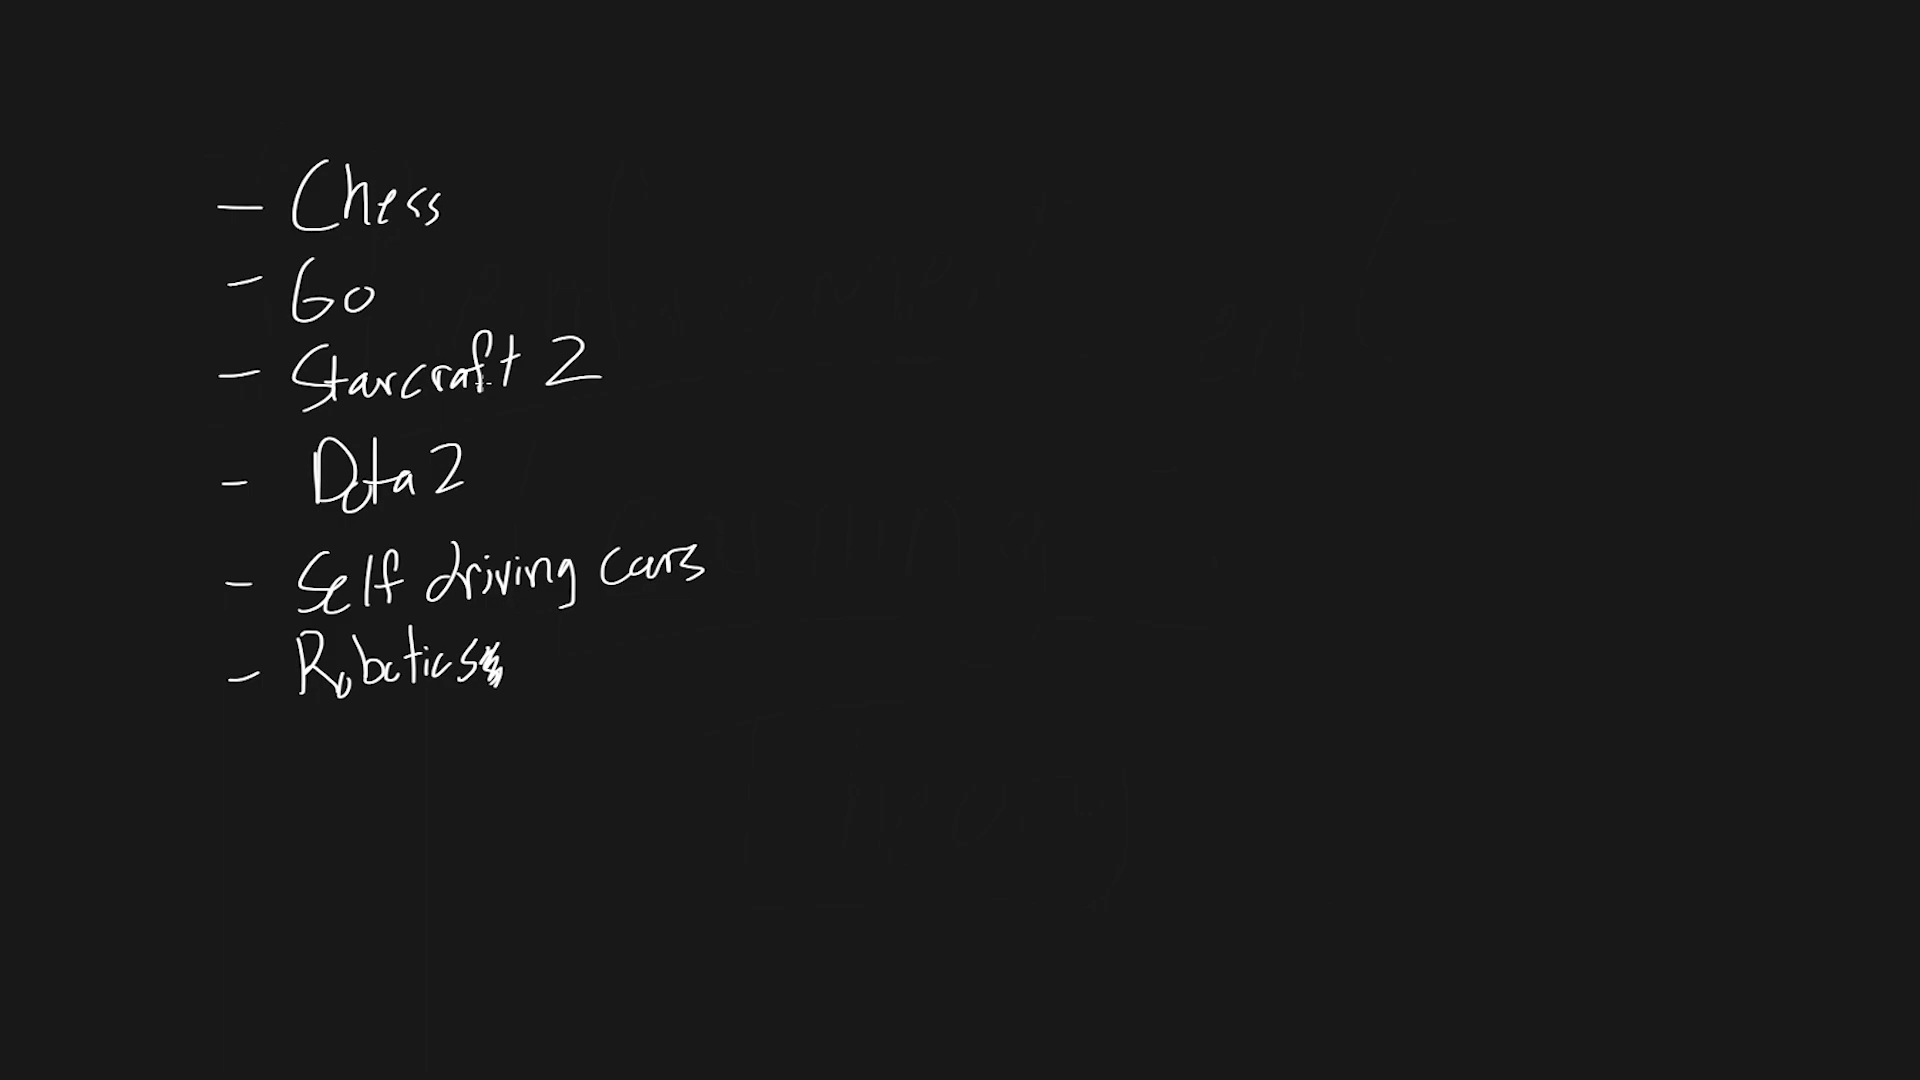 - Chess
- Go
- Starcraft 2
- Dota 2
- Self driving cars
- Robotics